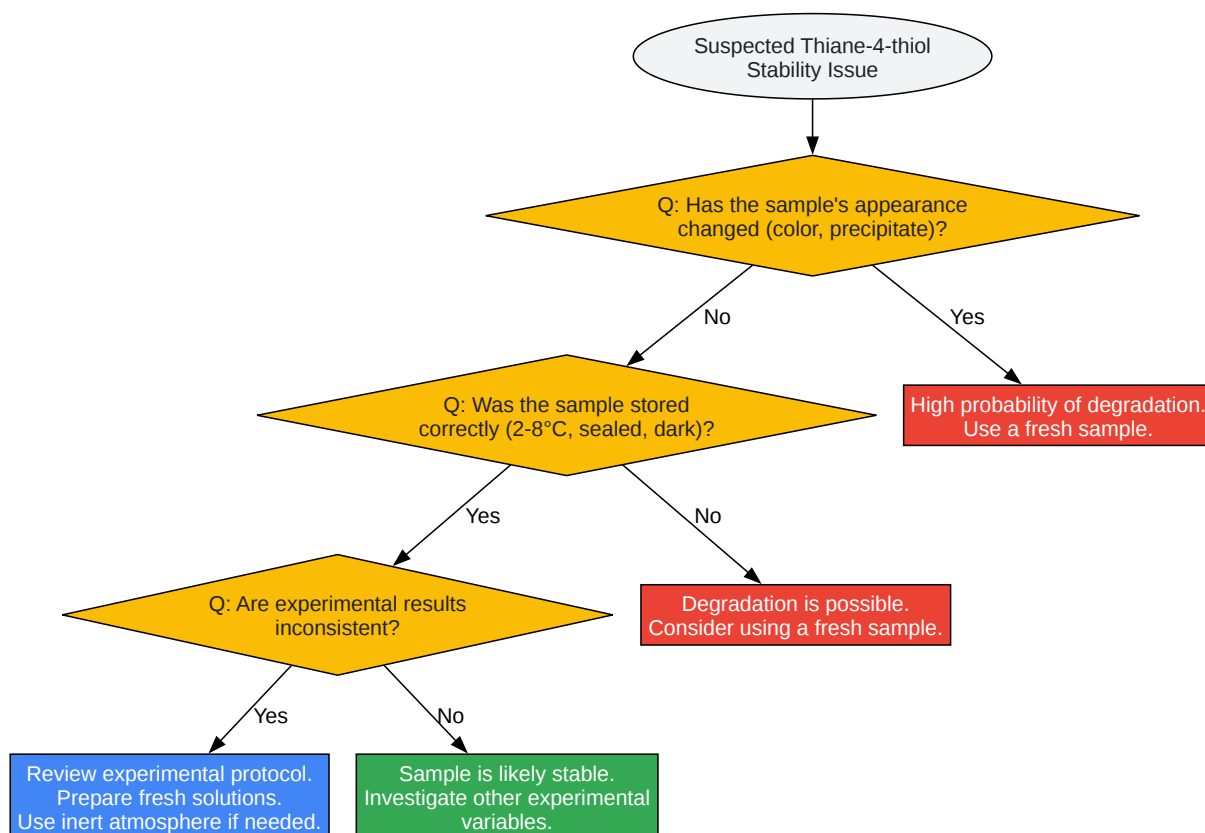 Suspected Thiane-4-thiol
Stability Issue
Q: Has the sample's appearance
changed (color, precipitate)?
No
Yes
Q: Was the sample stored
correctly (2-8°C, sealed, dark)?
High probability of degradation.
Use a fresh sample.
Yes
No
Q: Are experimental results
inconsistent?
Degradation is possible.
Consider using a fresh sample.
Yes
No
Review experimental protocol.
Prepare fresh solutions.
Use inert atmosphere if needed.
Sample is likely stable.
Investigate other experimental
variables.